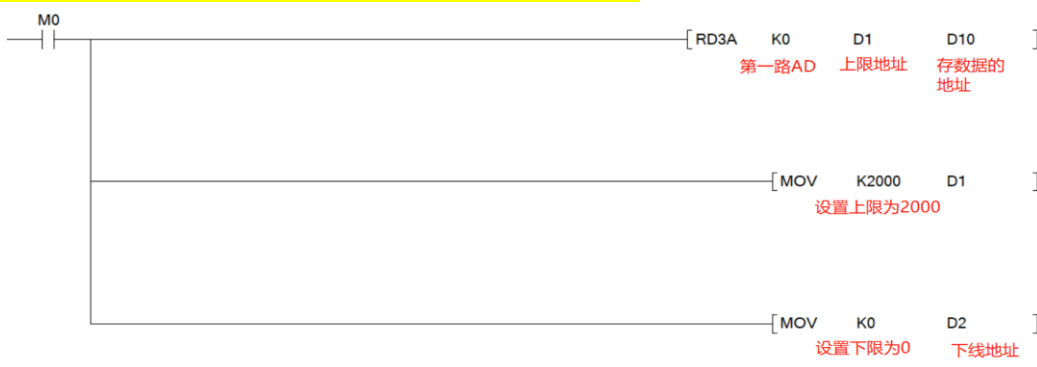 M0
RD3A K0 D1 D10
第一路AD 上限地址 存数据的
地址
MOV K2000 D1
设置上限为2000
MOV K0 D2
设置下限为0 下线地址